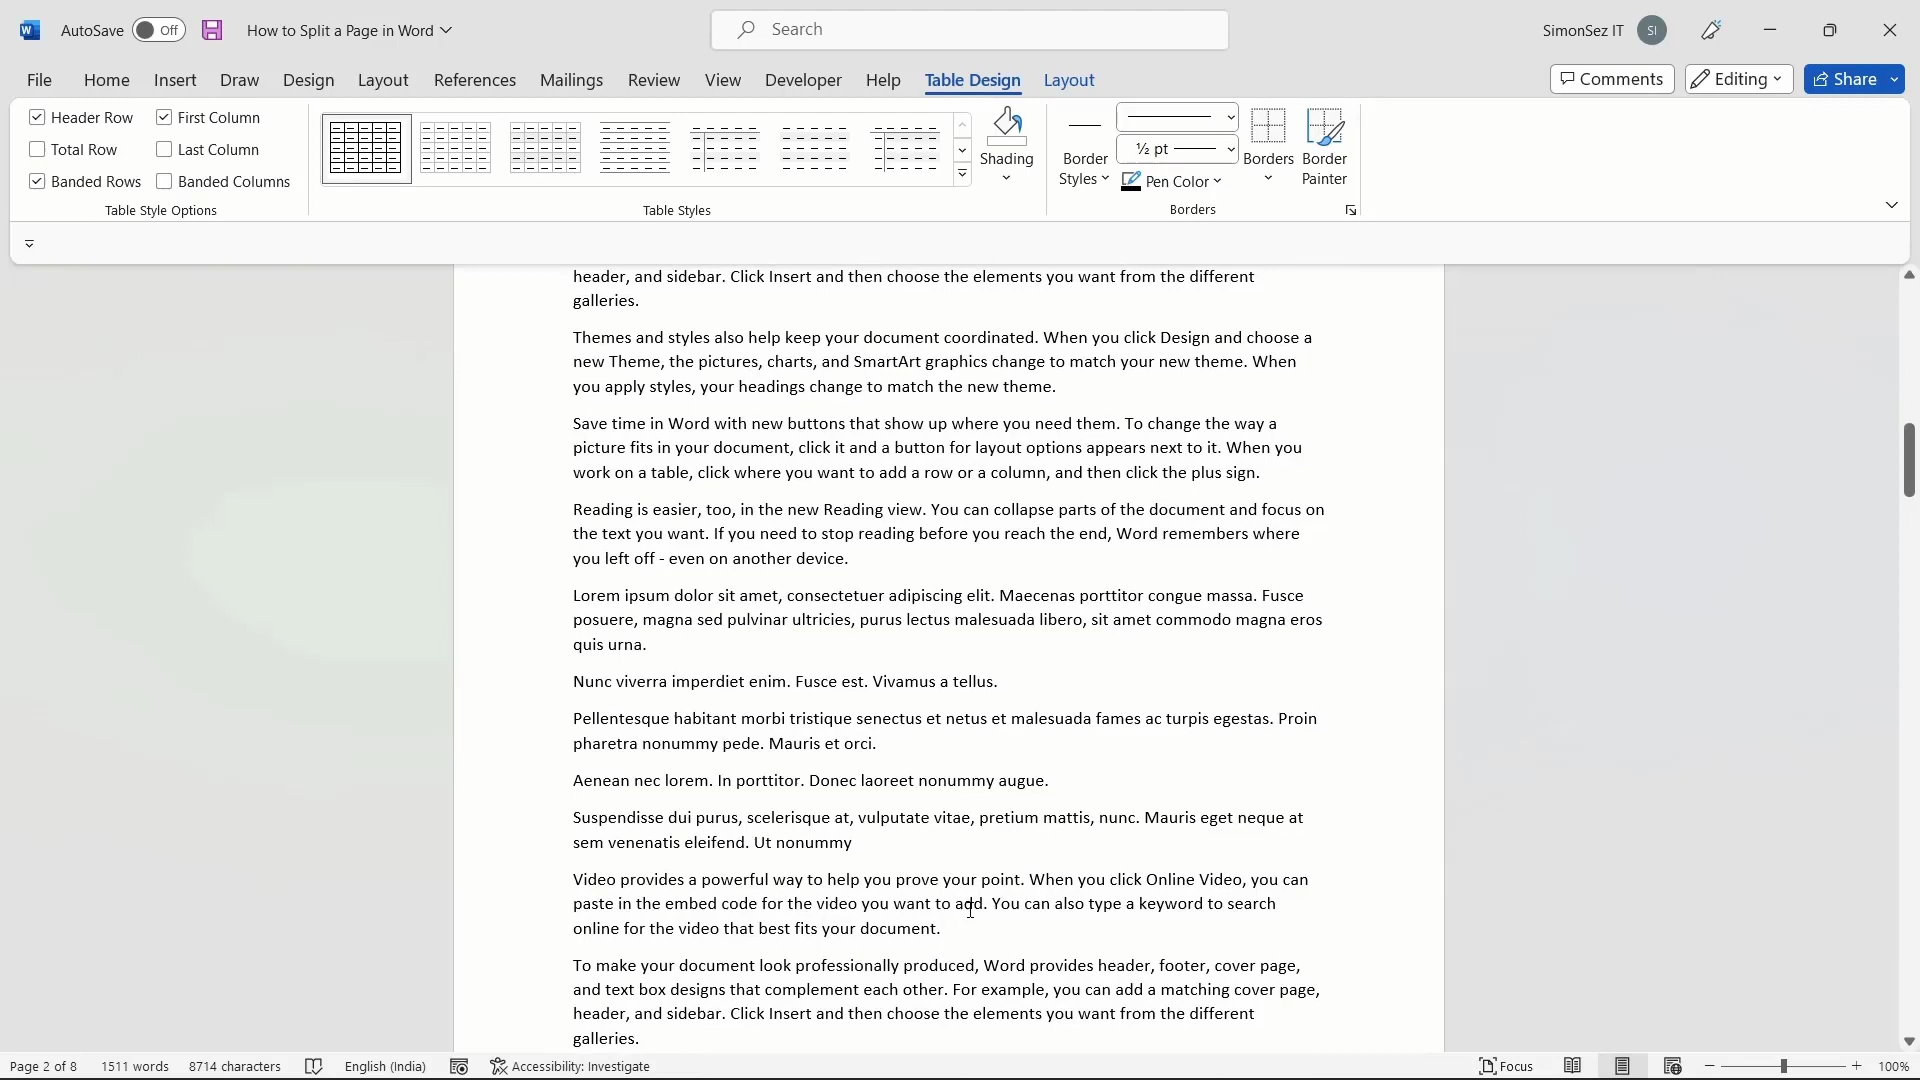 AutoSave Off How to Split a Page in Word Search SimonSez IT SI
File Home Insert Draw Design Layout References Mailings Review View Developer Help Table Design Layout Comments Editing Share
Header Row First Column
Total Row Last Column
Banded Rows Banded Columns
Table Style Options
Table Styles
Shading
Border Styles
½ pt
Pen Color
Borders
Border Painter
Borders
header, and sidebar. Click Insert and then choose the elements you want from the different
galleries.
Themes and styles also help keep your document coordinated. When you click Design and choose a
new Theme, the pictures, charts, and SmartArt graphics change to match your new theme. When
you apply styles, your headings change to match the new theme.
Save time in Word with new buttons that show up where you need them. To change the way a
picture fits in your document, click it and a button for layout options appears next to it. When you
work on a table, click where you want to add a row or a column, and then click the plus sign.
Reading is easier, too, in the new Reading view. You can collapse parts of the document and focus on
the text you want. If you need to stop reading before you reach the end, Word remembers where
you left off - even on another device.
Lorem ipsum dolor sit amet, consectetuer adipiscing elit. Maecenas porttitor congue massa. Fusce
posuere, magna sed pulvinar ultricies, purus lectus malesuada libero, sit amet commodo magna eros
quis urna.
Nunc viverra imperdiet enim. Fusce est. Vivamus a tellus.
Pellentesque habitant morbi tristique senectus et netus et malesuada fames ac turpis egestas. Proin
pharetra nonummy pede. Mauris et orci.
Aenean nec lorem. In porttitor. Donec laoreet nonummy augue.
Suspendisse dui purus, scelerisque at, vulputate vitae, pretium mattis, nunc. Mauris eget neque at
sem venenatis eleifend. Ut nonummy
Video provides a powerful way to help you prove your point. When you click Online Video, you can
paste in the embed code for the video you want to add. You can also type a keyword to search
online for the video that best fits your document.
To make your document look professionally produced, Word provides header, footer, cover page,
and text box designs that complement each other. For example, you can add a matching cover page,
header, and sidebar. Click Insert and then choose the elements you want from the different
galleries.
Page 2 of 8 1511 words 8714 characters English (India) Accessibility: Investigate Focus 100%